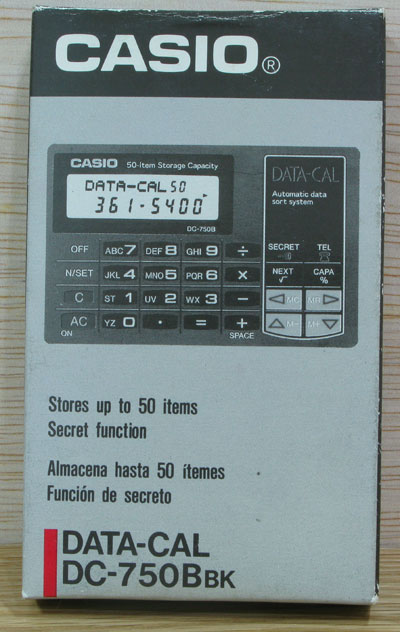 CASIO®
CASIO 50-Item Storage Capacity
DATA-CAL 50
361-5400
DC-750B
DATA-CAL
Automatic data
sort system
OFF ABC 7 DEF 8 GHI 9 ÷ SECRET TEL
N/SET JKL 4 MNO 5 PQR 6 × NEXT √ CAPA %
C ST 1 UV 2 WX 3 − MC MR
AC ON YZ 0 · = + SPACE M− M+
Stores up to 50 items
Secret function
Almacena hasta 50 ítemes
Función de secreto
DATA-CAL
DC-750BBK